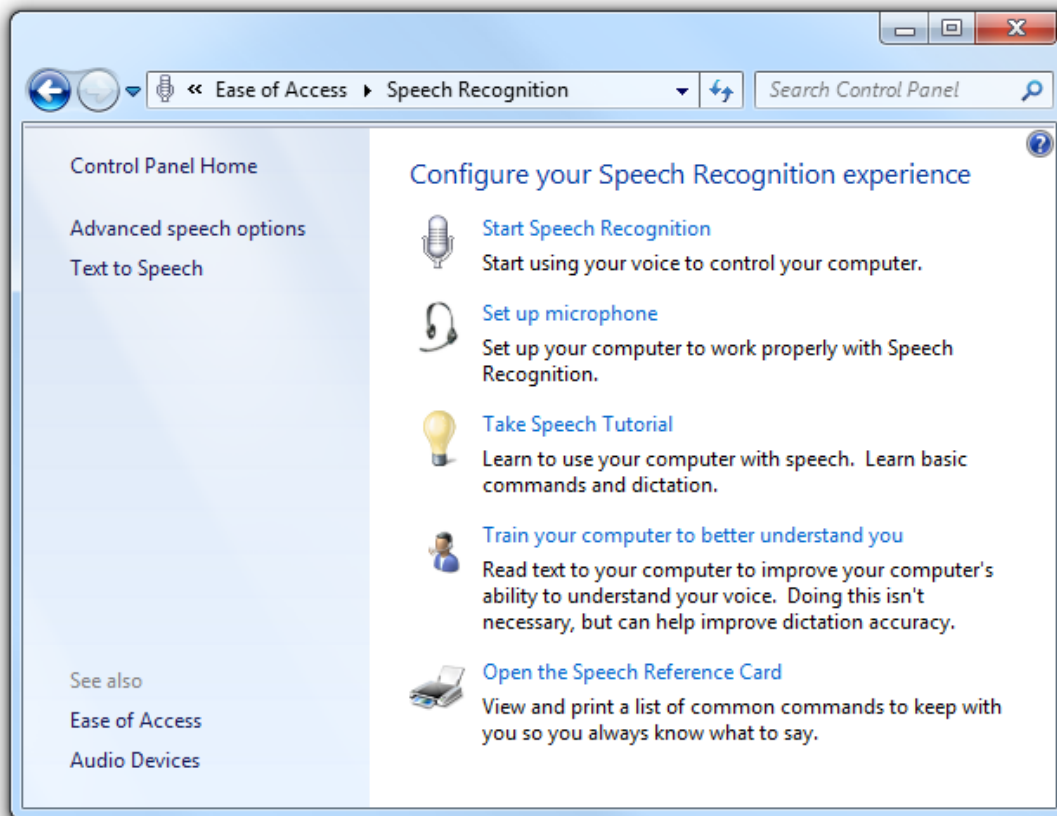 « Ease of Access ▸ Speech Recognition
Search Control Panel
Control Panel Home
Advanced speech options
Text to Speech
See also
Ease of Access
Audio Devices
Configure your Speech Recognition experience
Start Speech Recognition
Start using your voice to control your computer.
Set up microphone
Set up your computer to work properly with Speech
Recognition.
Take Speech Tutorial
Learn to use your computer with speech.  Learn basic
commands and dictation.
Train your computer to better understand you
Read text to your computer to improve your computer's
ability to understand your voice.  Doing this isn't
necessary, but can help improve dictation accuracy.
Open the Speech Reference Card
View and print a list of common commands to keep with
you so you always know what to say.